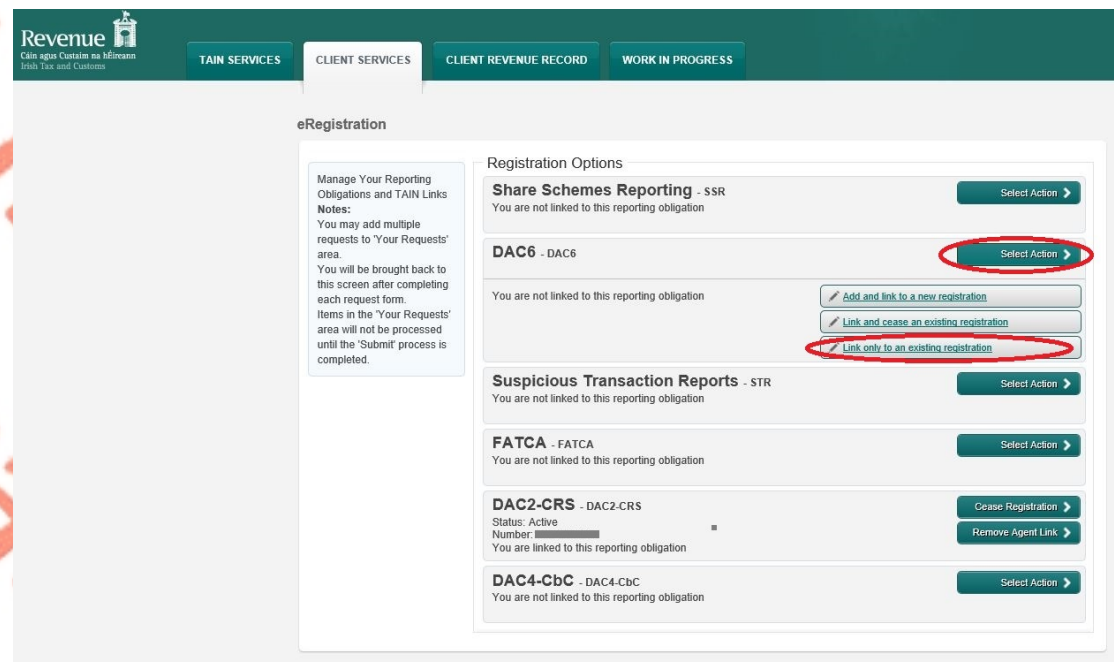 Revenue
Cáin agus Custaim na hÉireann
Irish Tax and Customs
TAIN SERVICES
CLIENT SERVICES
CLIENT REVENUE RECORD
WORK IN PROGRESS
eRegistration
Manage Your Reporting
Obligations and TAIN Links
Notes:
You may add multiple
requests to 'Your Requests'
area.
You will be brought back to
this screen after completing
each request form.
Items in the 'Your Requests'
area will not be processed
until the 'Submit' process is
completed.
Registration Options
Share Schemes Reporting - SSR
Select Action
You are not linked to this reporting obligation
DAC6 - DAC6
Select Action
You are not linked to this reporting obligation
Add and link to a new registration
Link and cease an existing registration
Link only to an existing registration
Suspicious Transaction Reports - STR
Select Action
You are not linked to this reporting obligation
FATCA - FATCA
Select Action
You are not linked to this reporting obligation
DAC2-CRS - DAC2-CRS
Cease Registration
Status: Active
Number:
Remove Agent Link
You are linked to this reporting obligation
DAC4-CbC - DAC4-CbC
Select Action
You are not linked to this reporting obligation